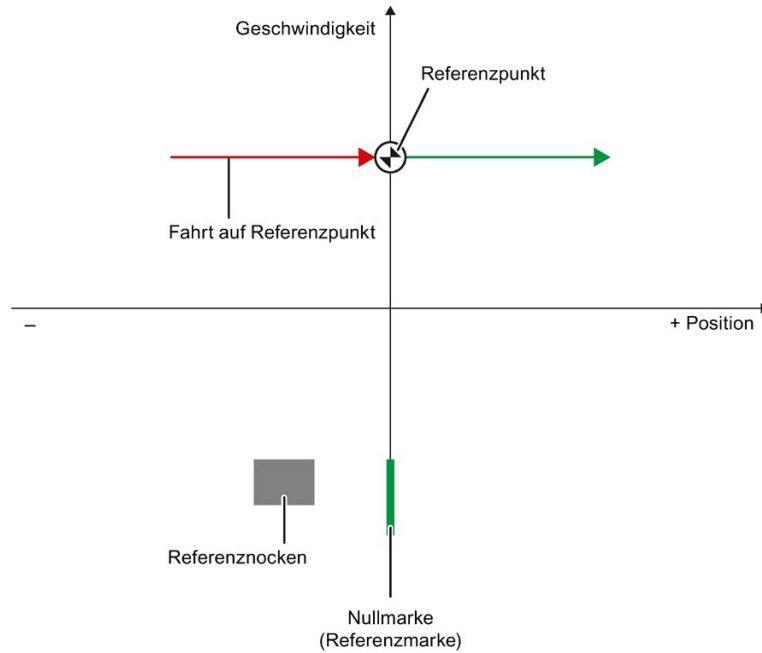 Geschwindigkeit
Referenzpunkt
Fahrt auf Referenzpunkt
–
+ Position
Referenznocken
Nullmarke
(Referenzmarke)